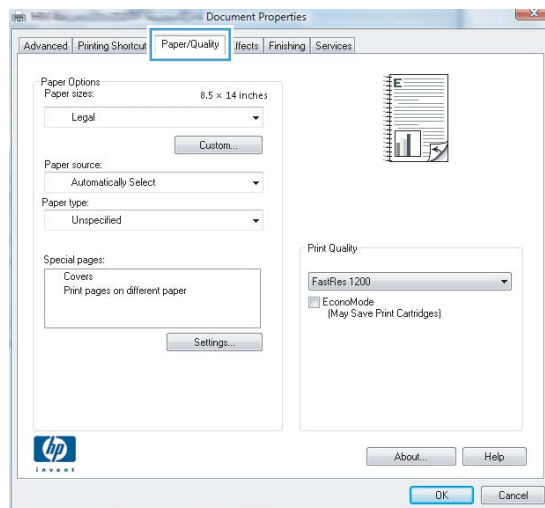 Document Properties
Advanced Printing Shortcut Paper/Quality ffects Finishing Services
Paper Options
Paper sizes: 8.5 × 14 inches
Legal
Custom...
Paper source:
Automatically Select
Paper type:
Unspecified
Special pages:
Covers
Print pages on different paper
Settings...
E
Print Quality
FastRes 1200
EconoMode
(May Save Print Cartridges)
hp
invent
About... Help
OK Cancel